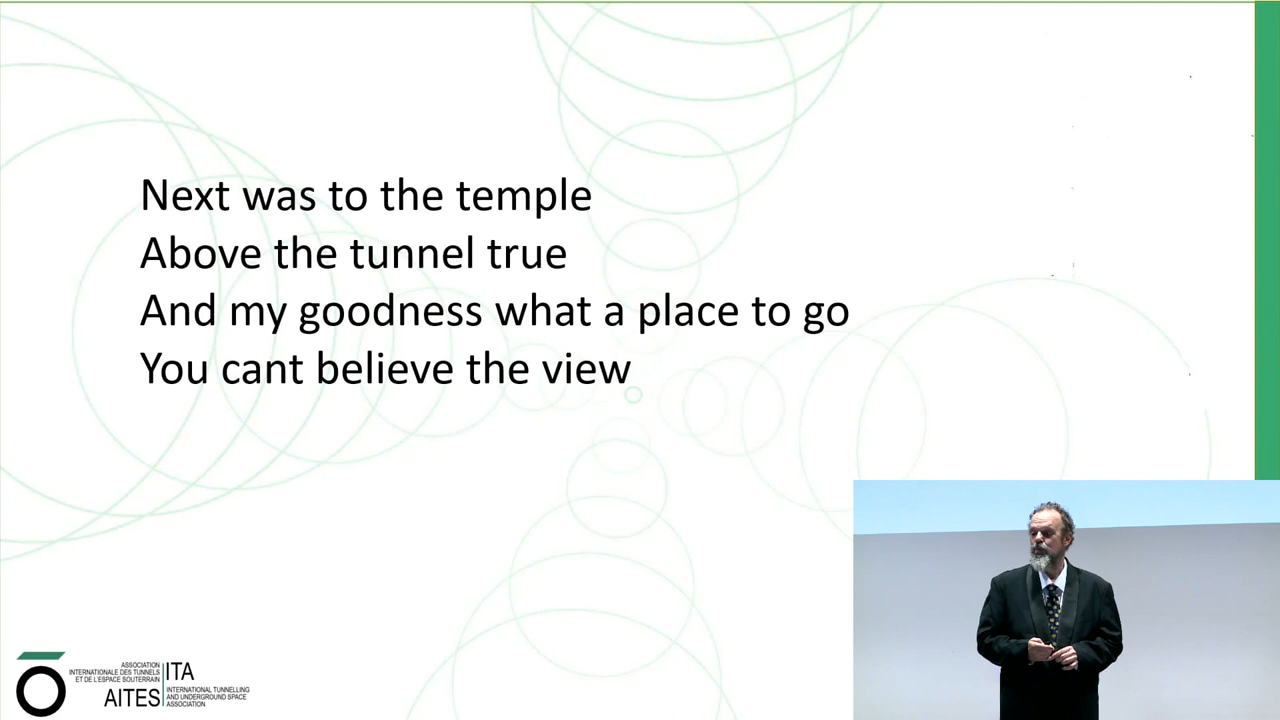 Next was to the temple
Above the tunnel true
And my goodness what a place to go
You cant believe the view
ASSOCIATION
INTERNATIONALE DES TUNNELS
ET DE L'ESPACE SOUTERRAIN
AITES
ITA
INTERNATIONAL TUNNELLING
AND UNDERGROUND SPACE
ASSOCIATION